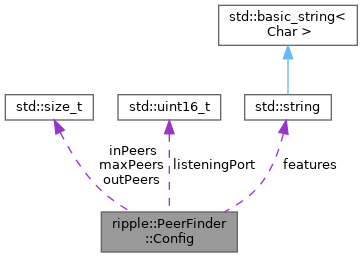 std::basic_string<
Char >
std::size_t
std::uint16_t
std::string
inPeers
maxPeers
outPeers
listeningPort
features
ripple::PeerFinder
::Config